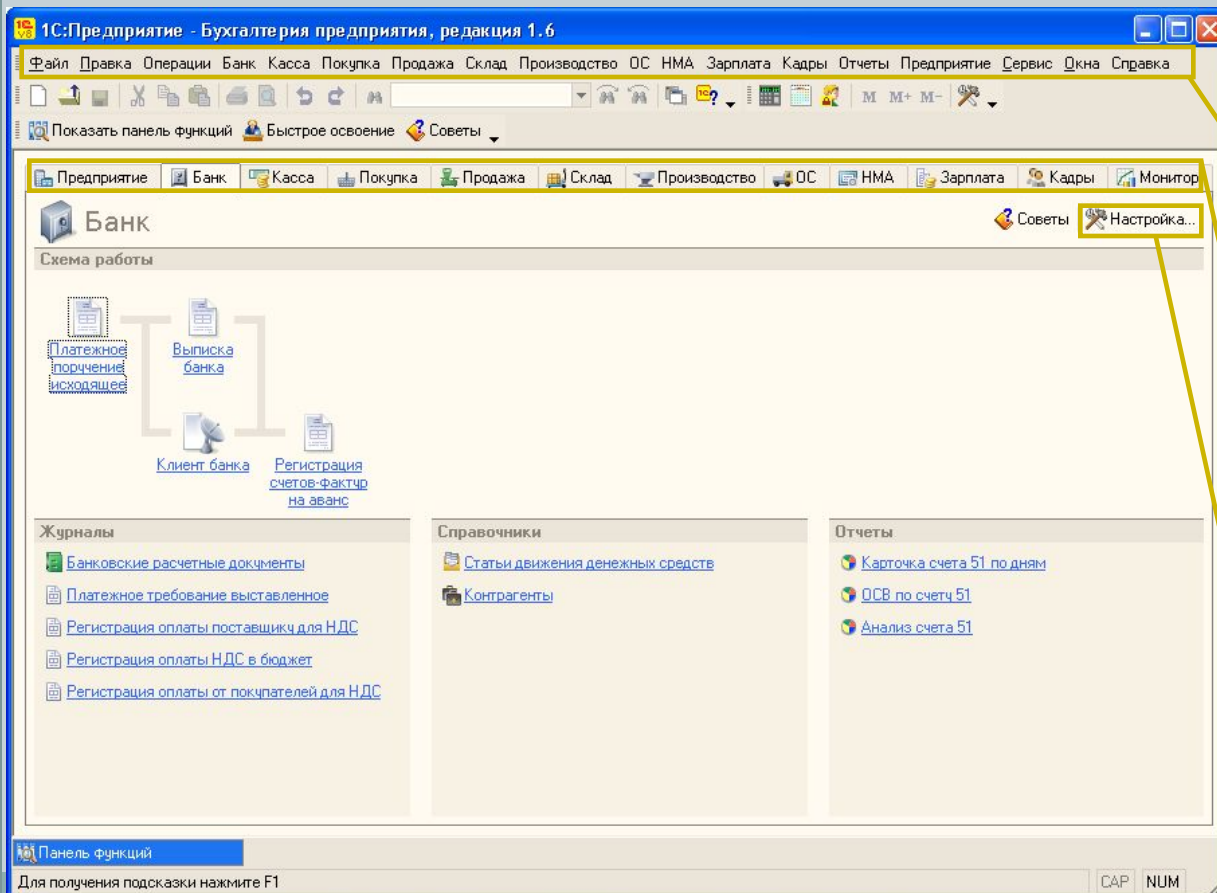 1С:Предприятие - Бухгалтерия предприятия, редакция 1.6
Файл Правка Операции Банк Касса Покупка Продажа Склад Производство ОС НМА Зарплата Кадры Отчеты Предприятие Сервис Окна Справка
M M+ M-
Показать панель функций Быстрое освоение Советы
Предприятие Банк Касса Покупка Продажа Склад Производство ОС НМА Зарплата Кадры Монитор
Банк
Советы Настройка...
Схема работы
Платежное
поручение
исходящее
Выписка
банка
Клиент банка
Регистрация
счетов-фактур
на аванс
Журналы
Банковские расчетные документы
Платежное требование выставленное
Регистрация оплаты поставщику для НДС
Регистрация оплаты НДС в бюджет
Регистрация оплаты от покупателей для НДС
Справочники
Статьи движения денежных средств
Контрагенты
Отчеты
Карточка счета 51 по дням
ОСВ по счету 51
Анализ счета 51
Панель функций
Для получения подсказки нажмите F1
CAP NUM